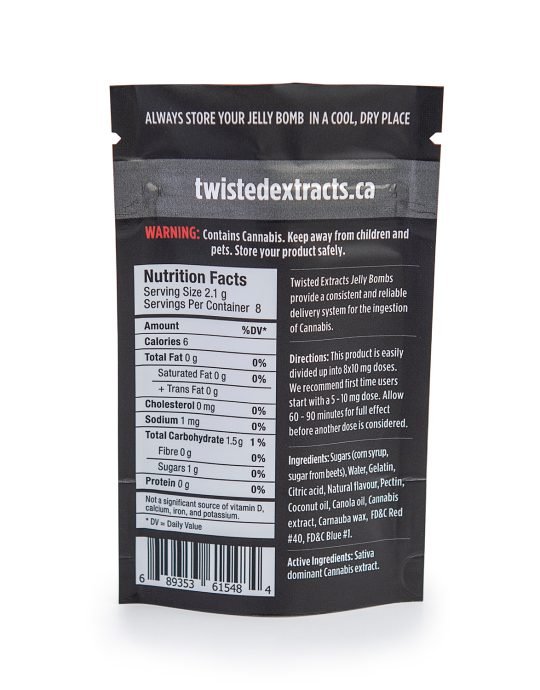 ALWAYS STORE YOUR JELLY BOMB IN A COOL, DRY PLACE
twistedextracts.ca
WARNING: Contains Cannabis. Keep away from children and
pets. Store your product safely.
Nutrition Facts
Serving Size 2.1 g
Servings Per Container 8
Amount %DV*
Calories 6
Total Fat 0 g 0%
Saturated Fat 0 g 0%
+ Trans Fat 0 g
Cholesterol 0 mg 0%
Sodium 1 mg 0%
Total Carbohydrate 1.5 g 1 %
Fibre 0 g 0%
Sugars 1 g 0%
Protein 0 g 0%
Not a significant source of vitamin D,
calcium, iron, and potassium.
* DV = Daily Value
6 89353 61548 4
Twisted Extracts Jelly Bombs
provide a consistent and reliable
delivery system for the ingestion
of Cannabis.
Directions: This product is easily
divided up into 8x10 mg doses.
We recommend first time users
start with a 5 - 10 mg dose. Allow
60 - 90 minutes for full effect
before another dose is considered.
Ingredients: Sugars (corn syrup,
sugar from beets), Water, Gelatin,
Citric acid, Natural flavour, Pectin,
Coconut oil, Canola oil, Cannabis
extract, Carnauba wax, FD&C Red
#40, FD&C Blue #1.
Active Ingredients: Sativa
dominant Cannabis extract.